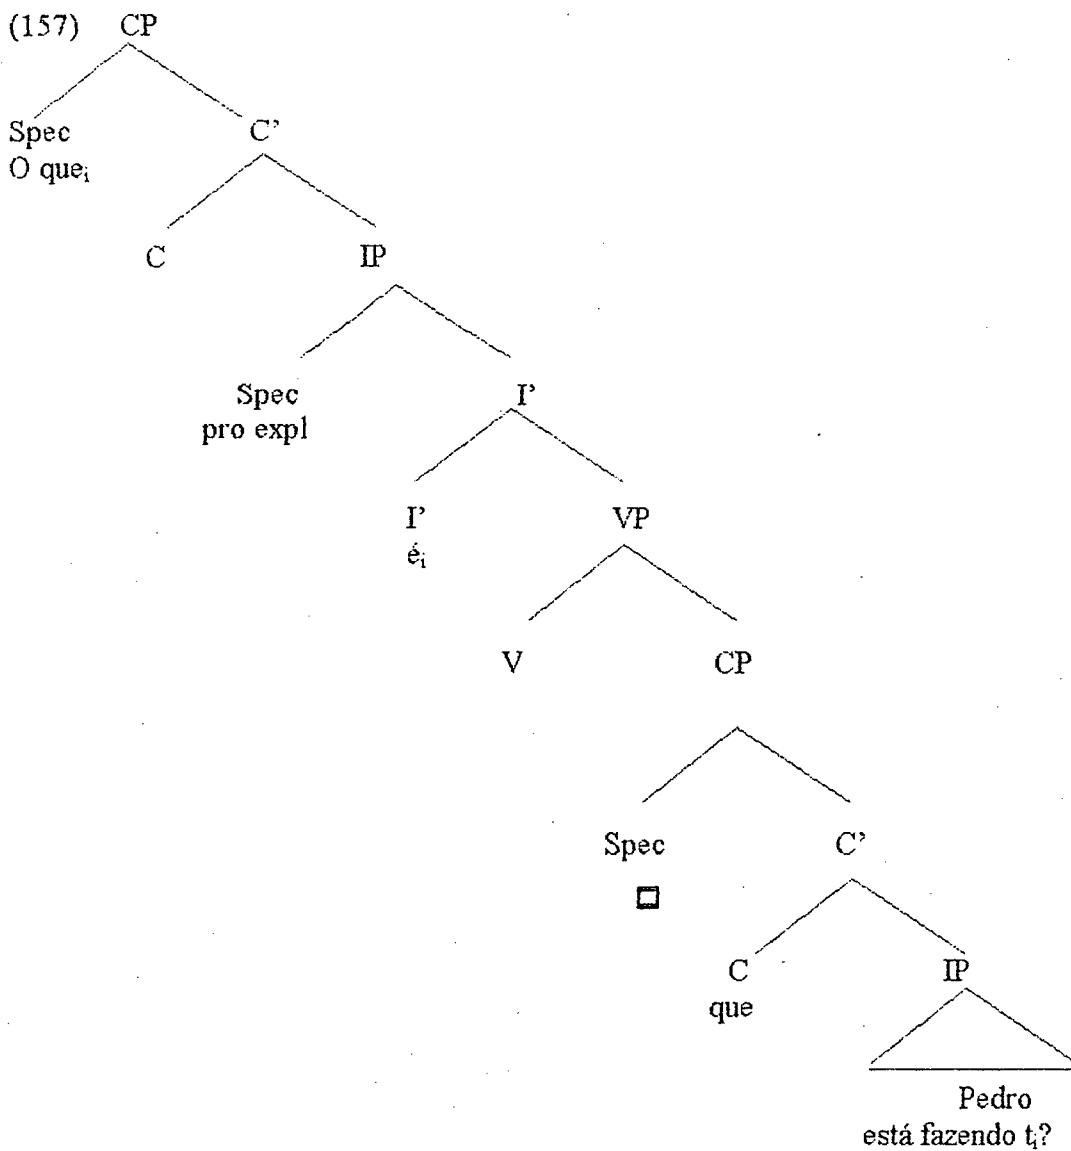 (157) CP
Spec C’
O queᵢ
C IP
Spec I’
pro expl
I’ VP
éᵢ
V CP
Spec C’
C IP
que
Pedro
está fazendo tᵢ?